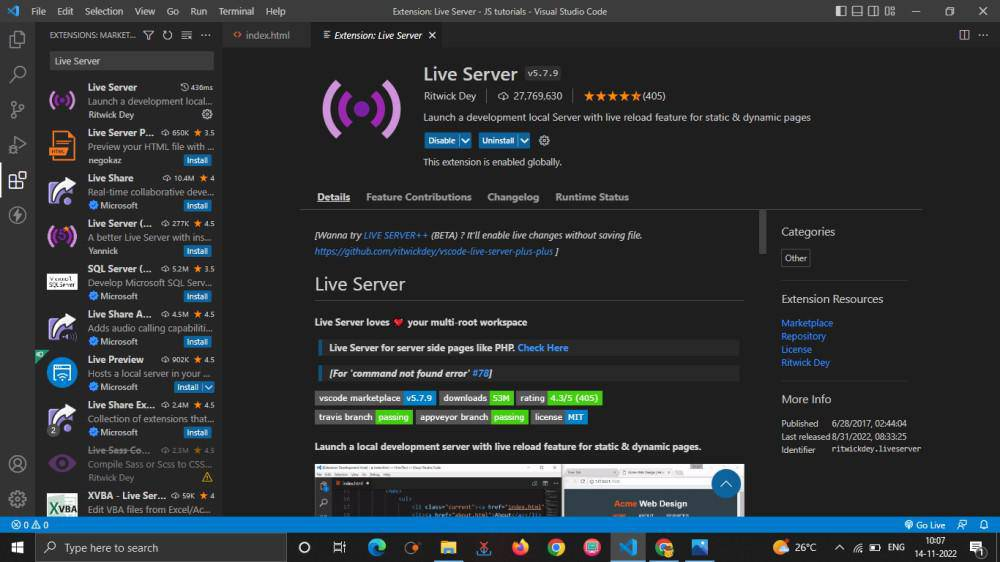 File Edit Selection View Go Run Terminal Help
Extension: Live Server - JS tutorials - Visual Studio Code
EXTENSIONS: MARKET...
index.html
Extension: Live Server
Live Server
Live Server 436ms
Launch a development local...
Ritwick Dey
Live Server P... 650K 3.5
Preview your HTML file with ...
negokaz Install
Live Share 10.4M 4
Real-time collaborative deve...
Microsoft Install
Live Server (... 277K 4.5
A better Live Server with ins...
Yannick Install
SQL Server (... 5.2M 3.5
Develop Microsoft SQL Serv...
Microsoft Install
Live Share A... 4.5M 4
Adds audio calling capabiliti...
Microsoft Install
Live Preview 902K 4.5
Hosts a local server in your ...
Microsoft Install
Live Share Ex... 2.4M 4.5
Collection of extensions that...
Microsoft Install
2
Live Sass Co... 2.3M 4.5
Compile Sass or Scss to CSS...
Ritwick Dey
XVBA - Live Ser... 59K 4
Edit VBA files from Excel/Ac...
Live Server v5.7.9
Ritwick Dey 27,769,630 (405)
Launch a development local Server with live reload feature for static & dynamic pages
Disable Uninstall
This extension is enabled globally.
Details Feature Contributions Changelog Runtime Status
[Wanna try LIVE SERVER++ (BETA) ? It'll enable live changes without saving file.
https://github.com/ritwickdey/vscode-live-server-plus-plus ]
Live Server
Live Server loves ❤ your multi-root workspace
Live Server for server side pages like PHP. Check Here
[For 'command not found error' #78]
vscode marketplace v5.7.9 downloads 53M rating 4.3/5 (405)
travis branch passing appveyor branch passing license MIT
Launch a local development server with live reload feature for static & dynamic pages.
index.html
Acme Web Design
Categories
Other
Extension Resources
Marketplace
Repository
License
Ritwick Dey
More Info
Published 6/28/2017, 02:44:04
Last released 8/31/2022, 08:33:25
Identifier ritwickdey.liveserver
0 0
Go Live
Type here to search
26°C
ENG
10:07
14-11-2022
1